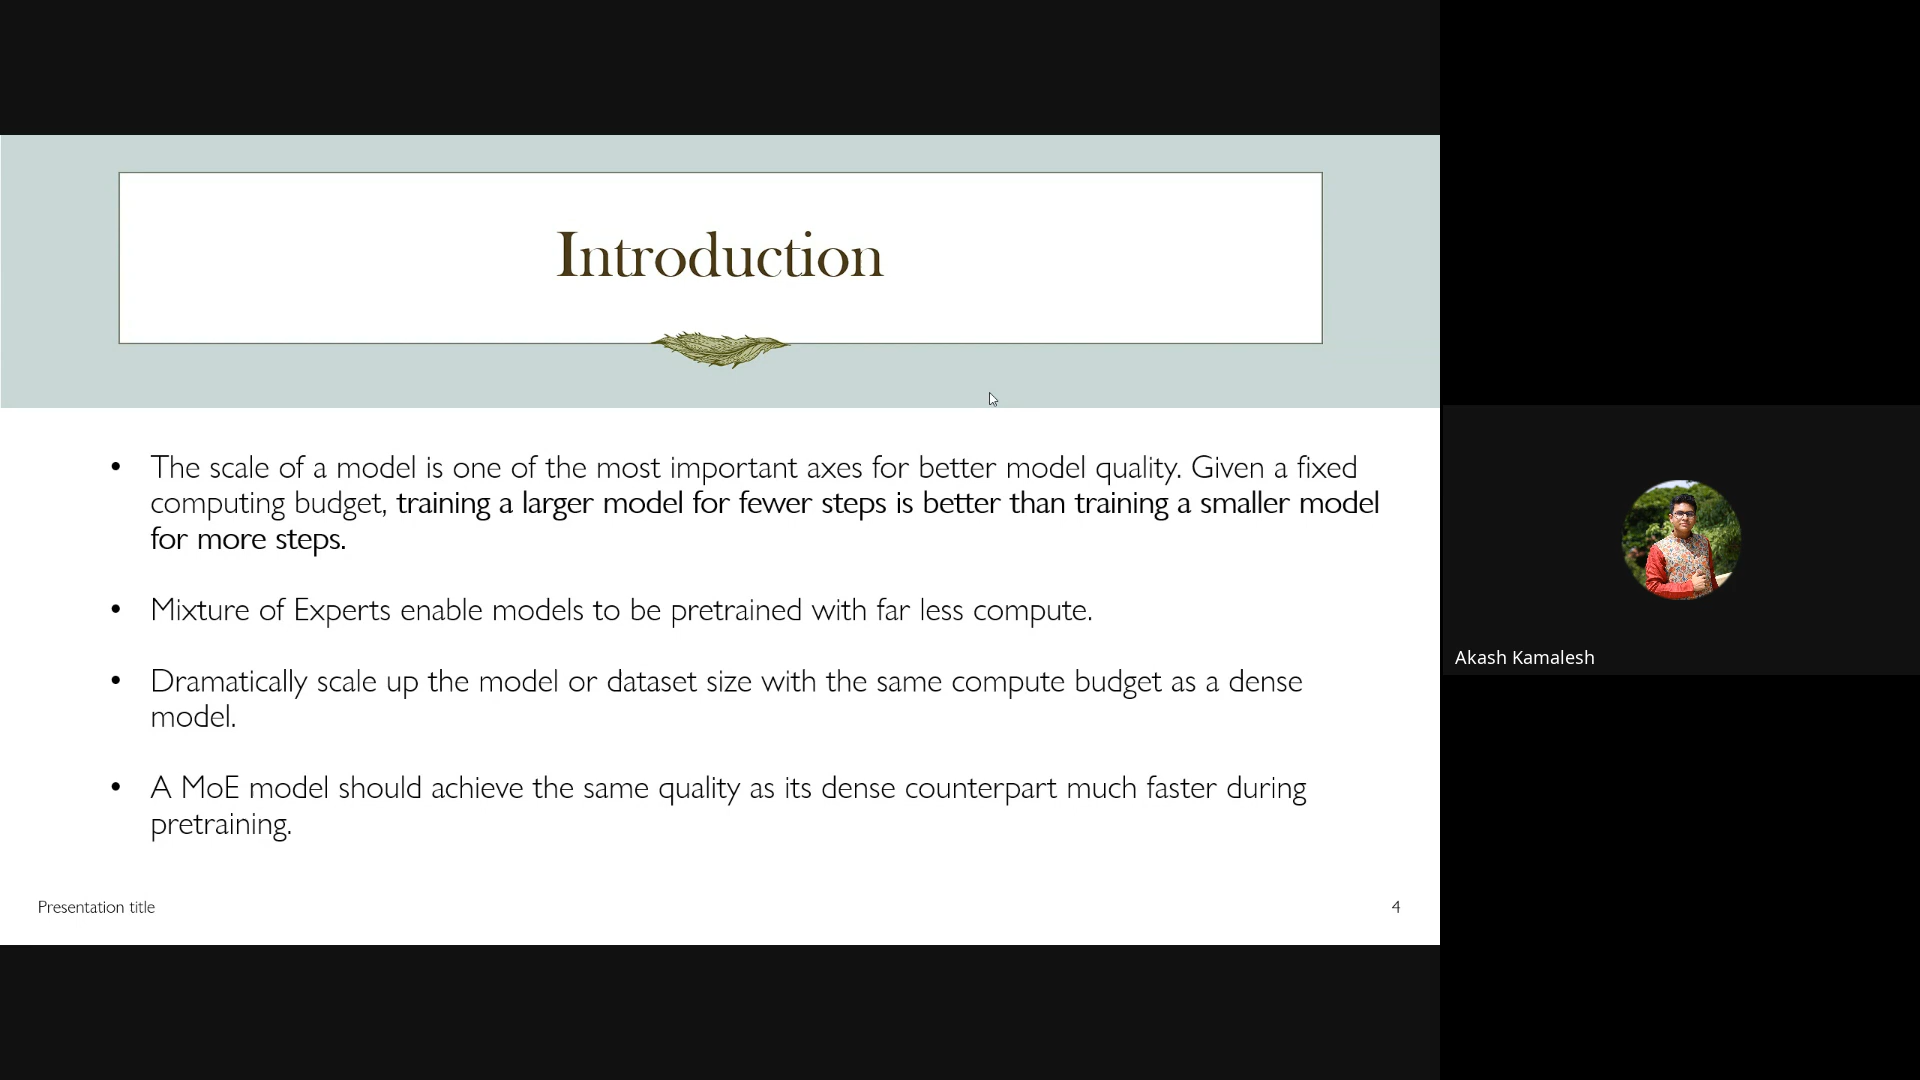 Introduction
• The scale of a model is one of the most important axes for better model quality. Given a fixed
computing budget, training a larger model for fewer steps is better than training a smaller model
for more steps.
• Mixture of Experts enable models to be pretrained with far less compute.
• Dramatically scale up the model or dataset size with the same compute budget as a dense
model.
• A MoE model should achieve the same quality as its dense counterpart much faster during
pretraining.
Presentation title
4
Akash Kamalesh